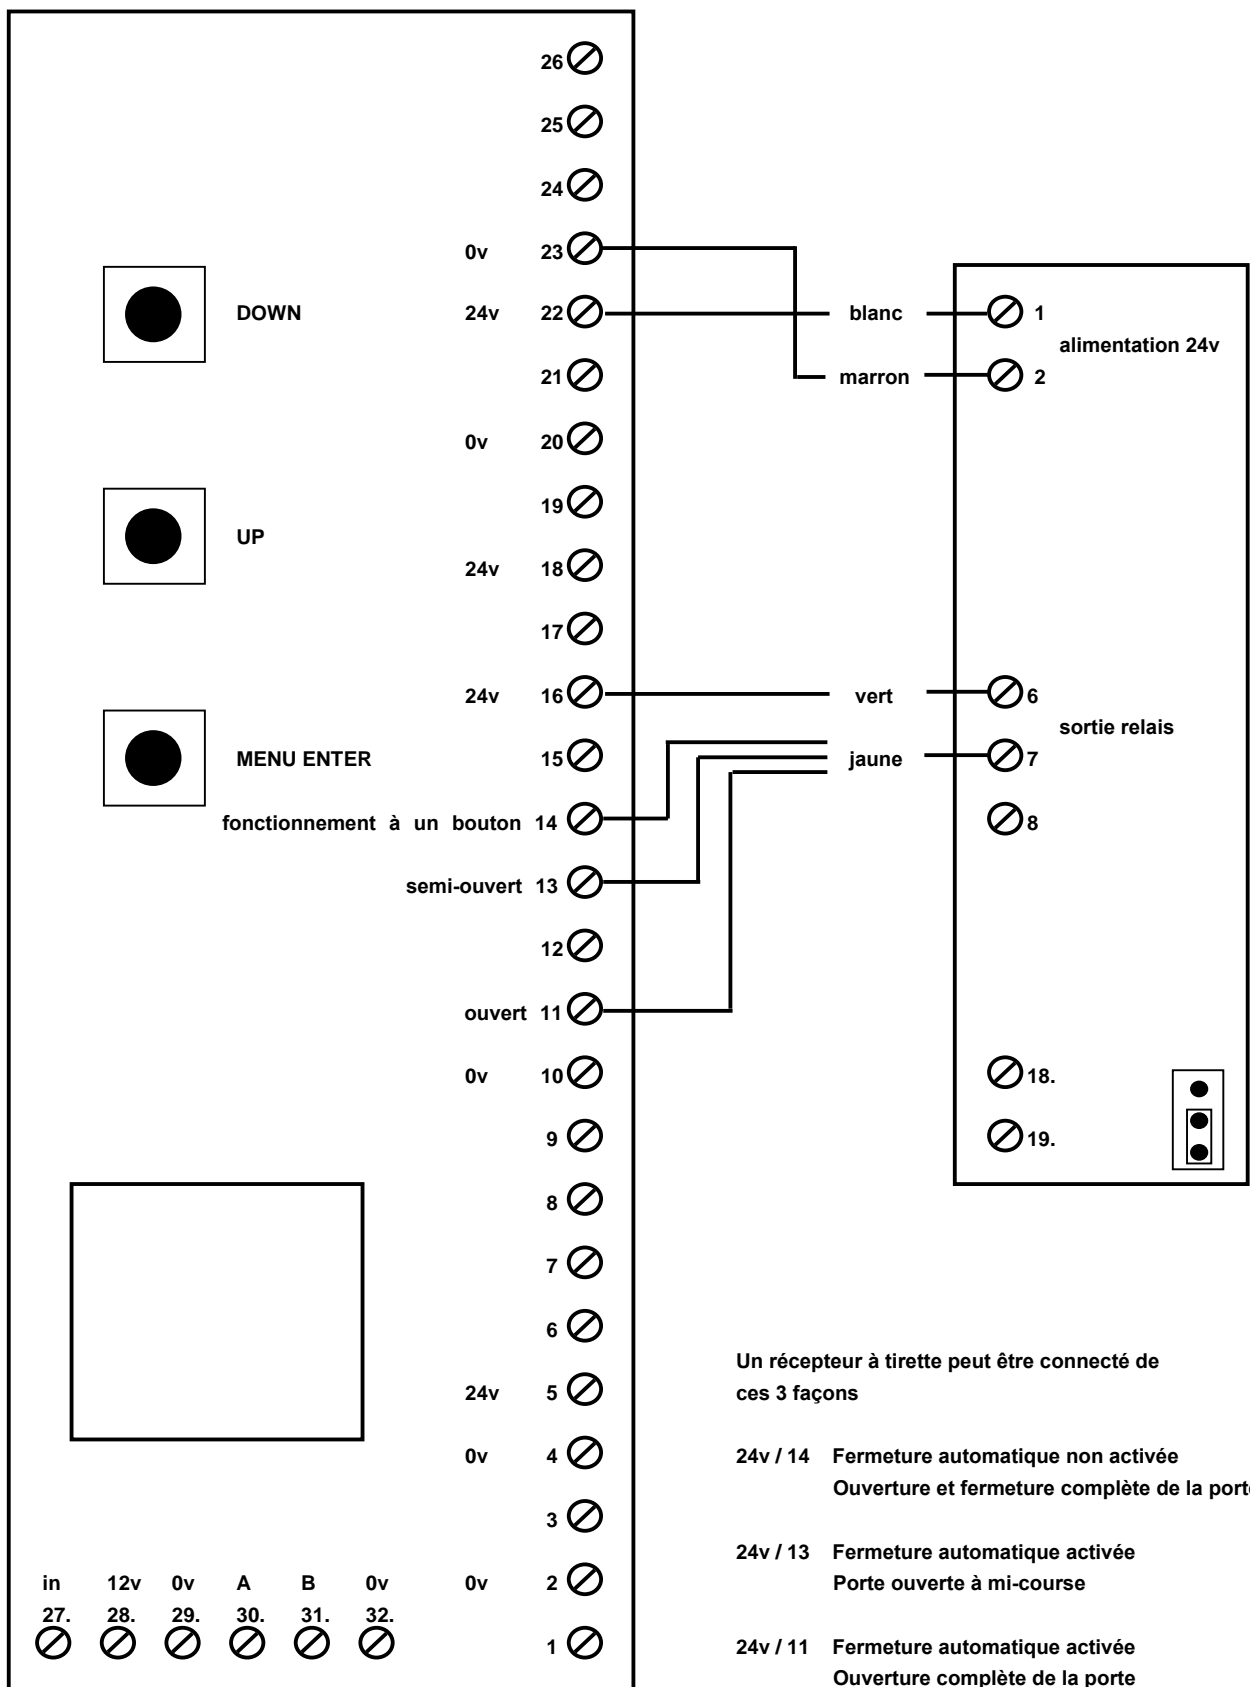 26
25
24
0v 23
DOWN 24v 22 blanc 1
alimentation 24v
21 marron 2
0v 20
19
UP
24v 18
17
24v 16 vert 6
sortie relais
MENU ENTER 15 jaune 7
fonctionnement à un bouton 14 8
semi-ouvert 13
12
ouvert 11
0v 10 18.
9 19.
8
7
6
Un récepteur à tirette peut être connecté de
ces 3 façons
24v 5
0v 4
24v / 14 Fermeture automatique non activée
Ouverture et fermeture complète de la porte
3
24v / 13 Fermeture automatique activée
Porte ouverte à mi-course
in 12v 0v A B 0v 0v 2
27. 28. 29. 30. 31. 32.
1
24v / 11 Fermeture automatique activée
Ouverture complète de la porte